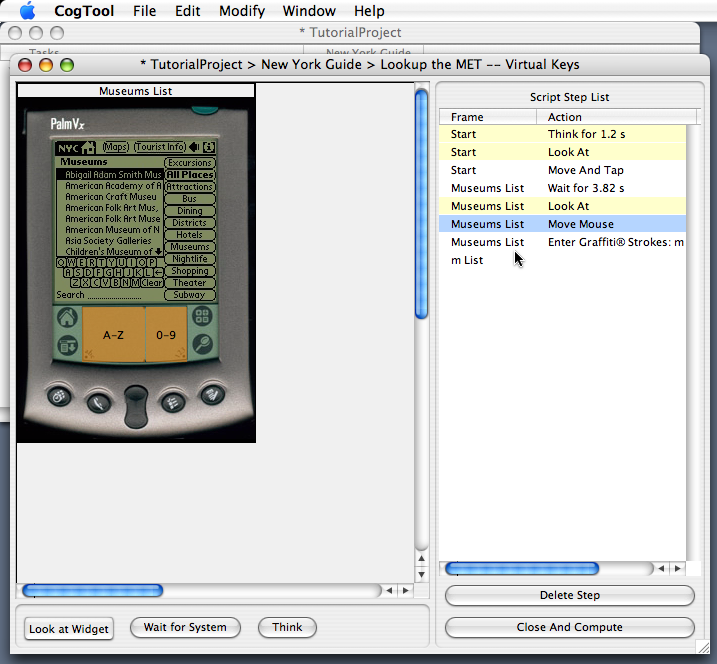 CogTool File Edit Modify Window Help
* TutorialProject
Tasks New York Guide
* TutorialProject > New York Guide > Lookup the MET -- Virtual Keys
Museums List
PalmVx
NYC Maps Tourist Info i
Museums
Abigail Adam Smith Mus
American Academy of A
American Craft Museu
American Folk Art Mus,
American Folk Art Muse
American Museum of N
Asia Society Galleries
Children's Museum of
Excursions
All Places
Attractions
Bus
Dining
Districts
Hotels
Museums
Nightlife
Shopping
Theater
Subway
Q W E R T Y U I O P
A S D F G H J K L ←
Z X C V B N M Clear
Search
A-Z 0-9
Script Step List
Frame Action
Start Think for 1.2 s
Start Look At
Start Move And Tap
Museums List Wait for 3.82 s
Museums List Look At
Museums List Move Mouse
Museums List Enter Graffiti® Strokes: m
m List
Delete Step
Look at Widget Wait for System Think
Close And Compute